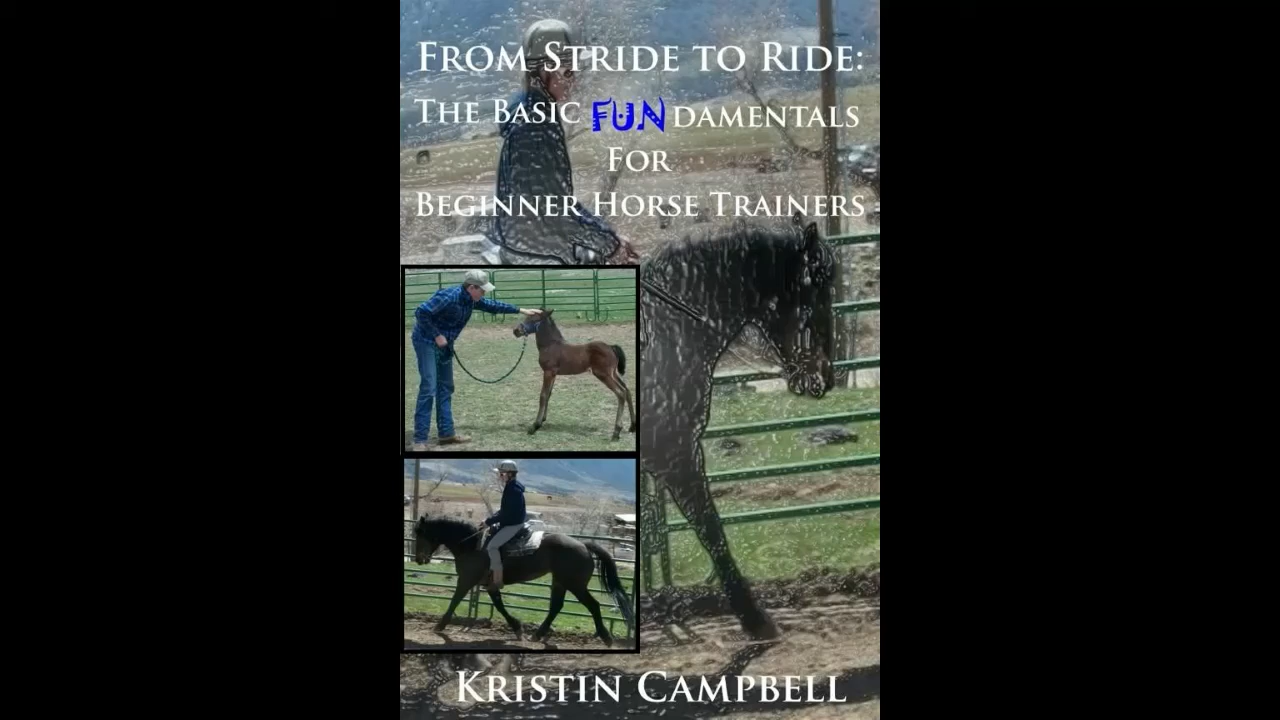 From Stride to Ride:
The Basic FUNdamentals
For
Beginner Horse Trainers
Kristin Campbell